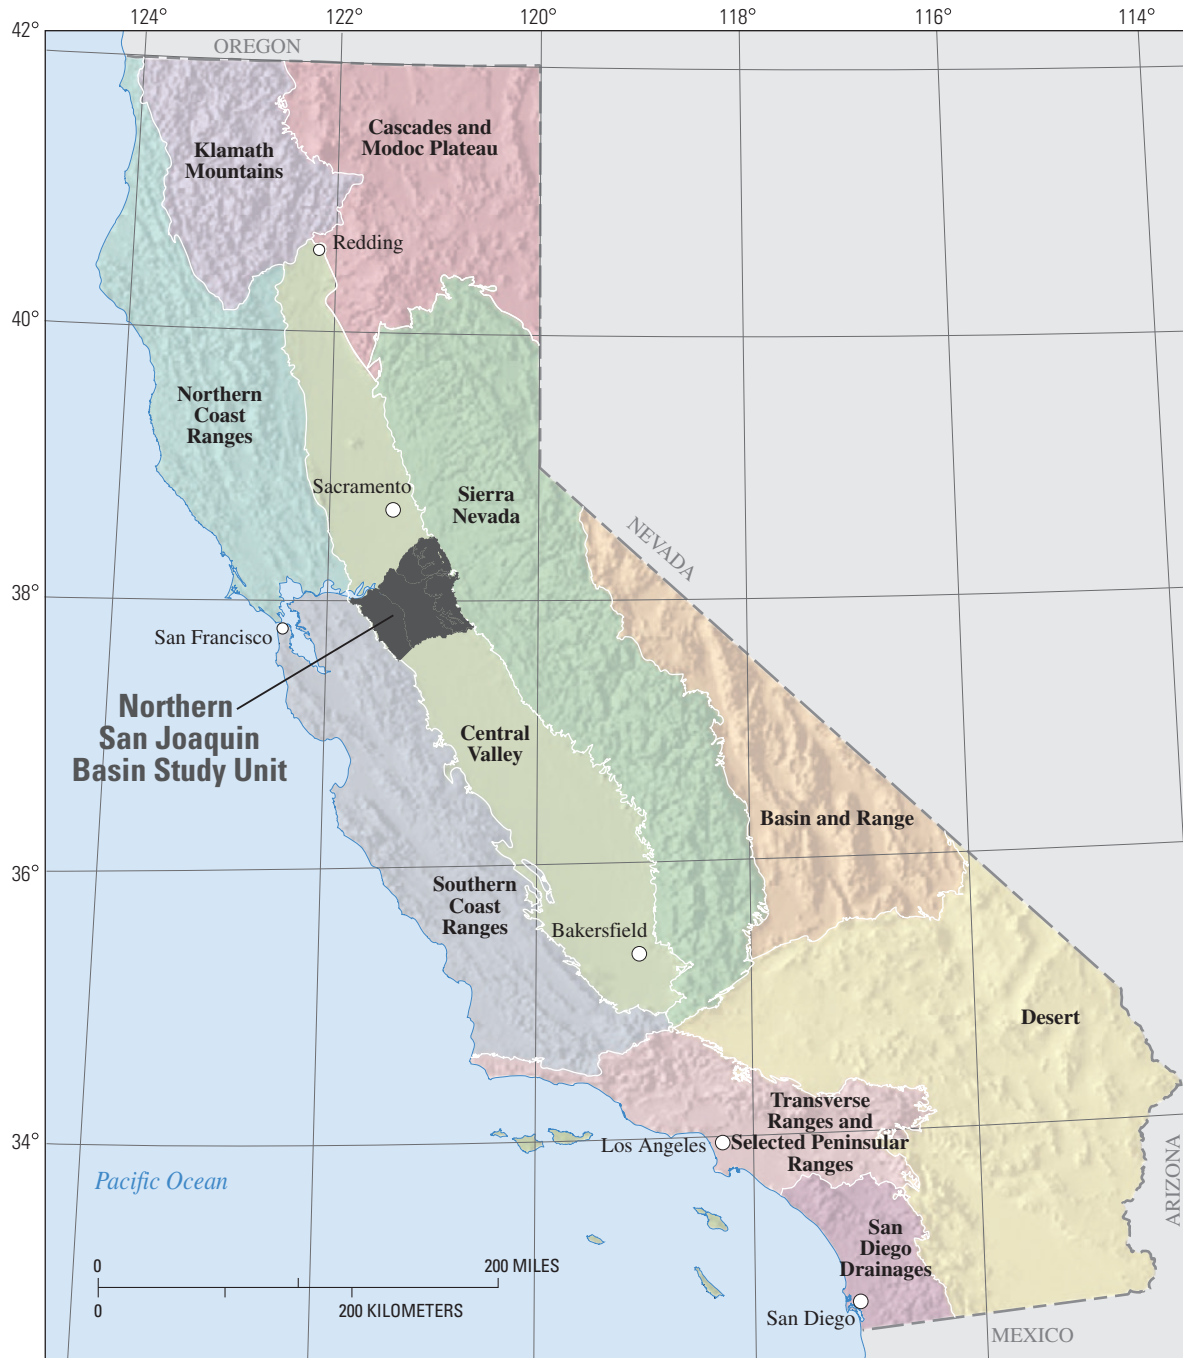 124°
122°
120°
118°
116°
114°
42°
OREGON
Cascades and
Modoc Plateau
Klamath
Mountains
Redding
40°
Northern
Coast
Ranges
Sacramento
Sierra
Nevada
NEVADA
38°
San Francisco
Northern
San Joaquin
Basin Study Unit
Central
Valley
Basin and Range
36°
Southern
Coast
Ranges
Bakersfield
Desert
Transverse
Ranges and
Selected Peninsular
Ranges
34°
Los Angeles
ARIZONA
Pacific Ocean
San
Diego
Drainages
0
200 MILES
0
200 KILOMETERS
San Diego
MEXICO